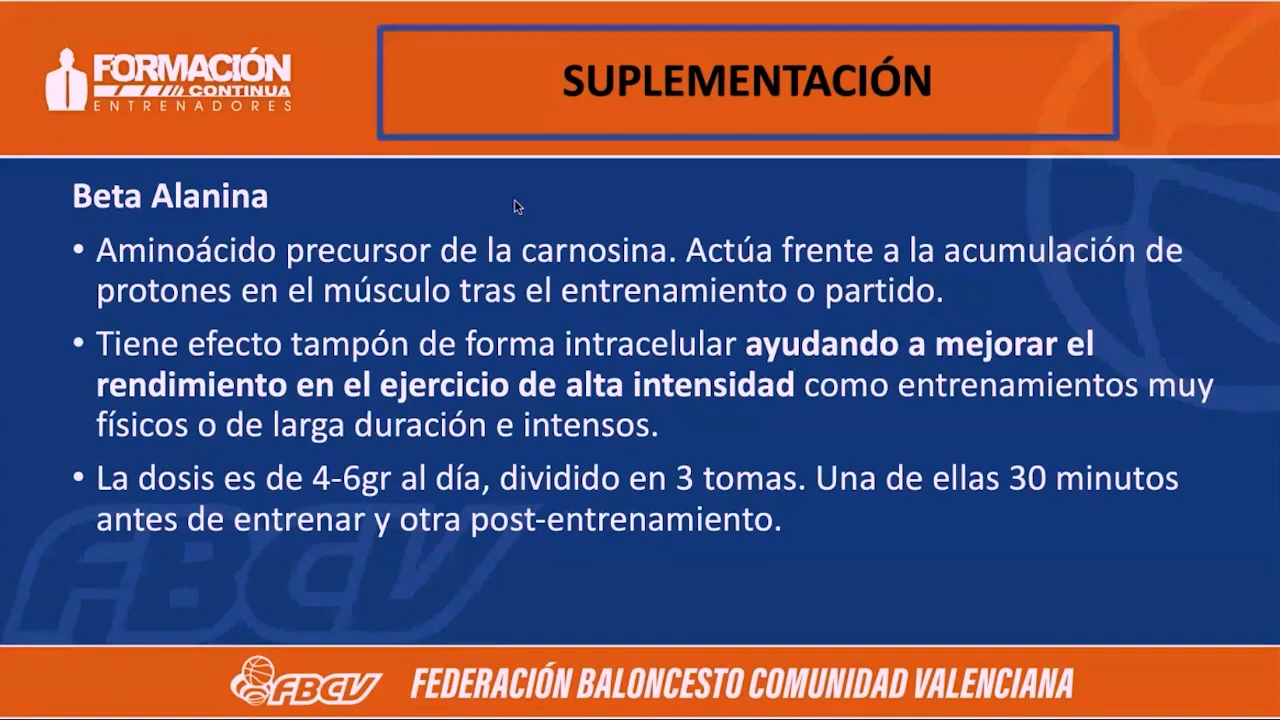 FORMACIÓN
CONTINUA
ENTRENADORES
SUPLEMENTACIÓN
Beta Alanina
• Aminoácido precursor de la carnosina. Actúa frente a la acumulación de
protones en el músculo tras el entrenamiento o partido.
• Tiene efecto tampón de forma intracelular ayudando a mejorar el
rendimiento en el ejercicio de alta intensidad como entrenamientos muy
físicos o de larga duración e intensos.
• La dosis es de 4-6gr al día, dividido en 3 tomas. Una de ellas 30 minutos
antes de entrenar y otra post-entrenamiento.
FBCV
FBCV FEDERACIÓN BALONCESTO COMUNIDAD VALENCIANA